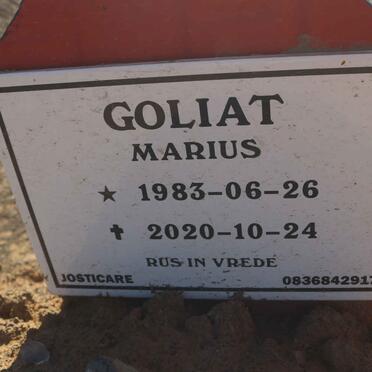 GOLIAT
MARIUS
★ 1983-06-26
✝ 2020-10-24
RUS IN VREDE
JOSTICARE 083684291